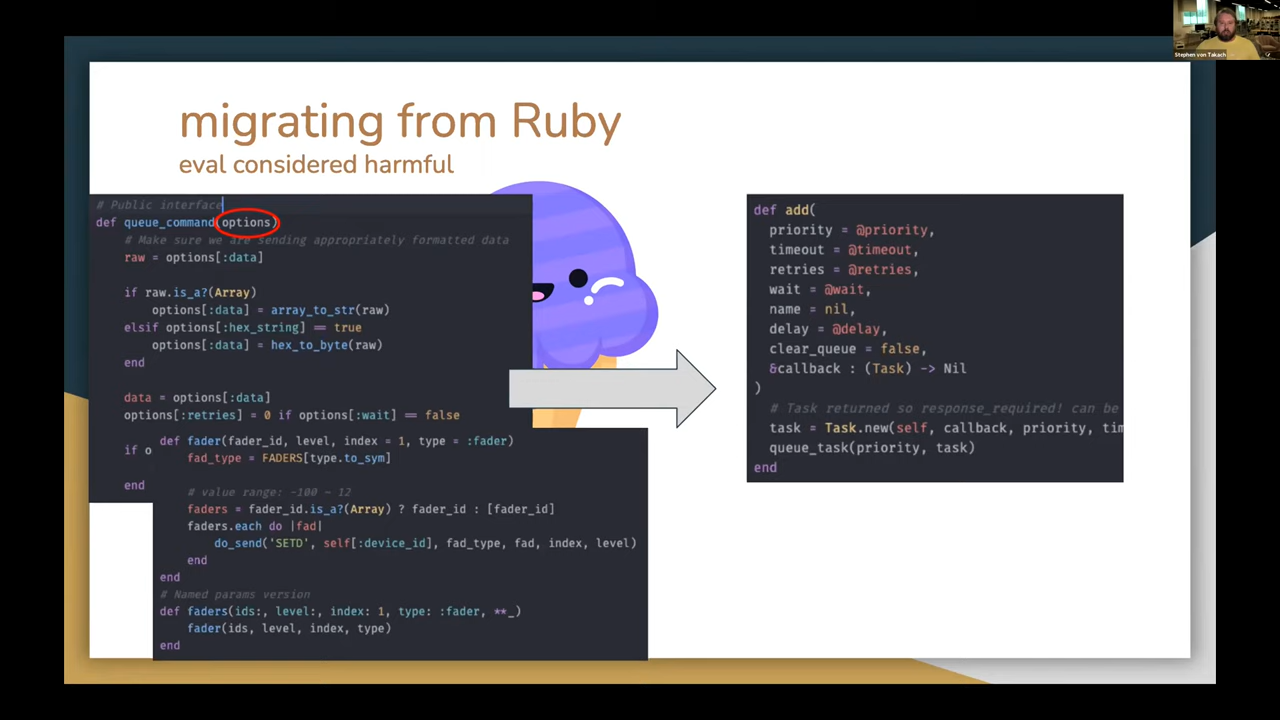 Stephen von Takach
migrating from Ruby
eval considered harmful
# Public interface
def queue_command(options)
# Make sure we are sending appropriately formatted data
raw = options[:data]
if raw.is_a?(Array)
options[:data] = array_to_str(raw)
elsif options[:hex_string] == true
options[:data] = hex_to_byte(raw)
end
data = options[:data]
options[:retries] = 0 if options[:wait] == false
if o
end
def fader(fader_id, level, index = 1, type = :fader)
fad_type = FADERS[type.to_sym]
# value range: -100 ~ 12
faders = fader_id.is_a?(Array) ? fader_id : [fader_id]
faders.each do |fad|
do_send('SETD', self[:device_id], fad_type, fad, index, level)
end
end
# Named params version
def faders(ids:, level:, index: 1, type: :fader, **_)
fader(ids, level, index, type)
end
def add(
priority = @priority,
timeout = @timeout,
retries = @retries,
wait = @wait,
name = nil,
delay = @delay,
clear_queue = false,
&callback : (Task) -> Nil
)
# Task returned so response_required! can be
task = Task.new(self, callback, priority, tim
queue_task(priority, task)
end